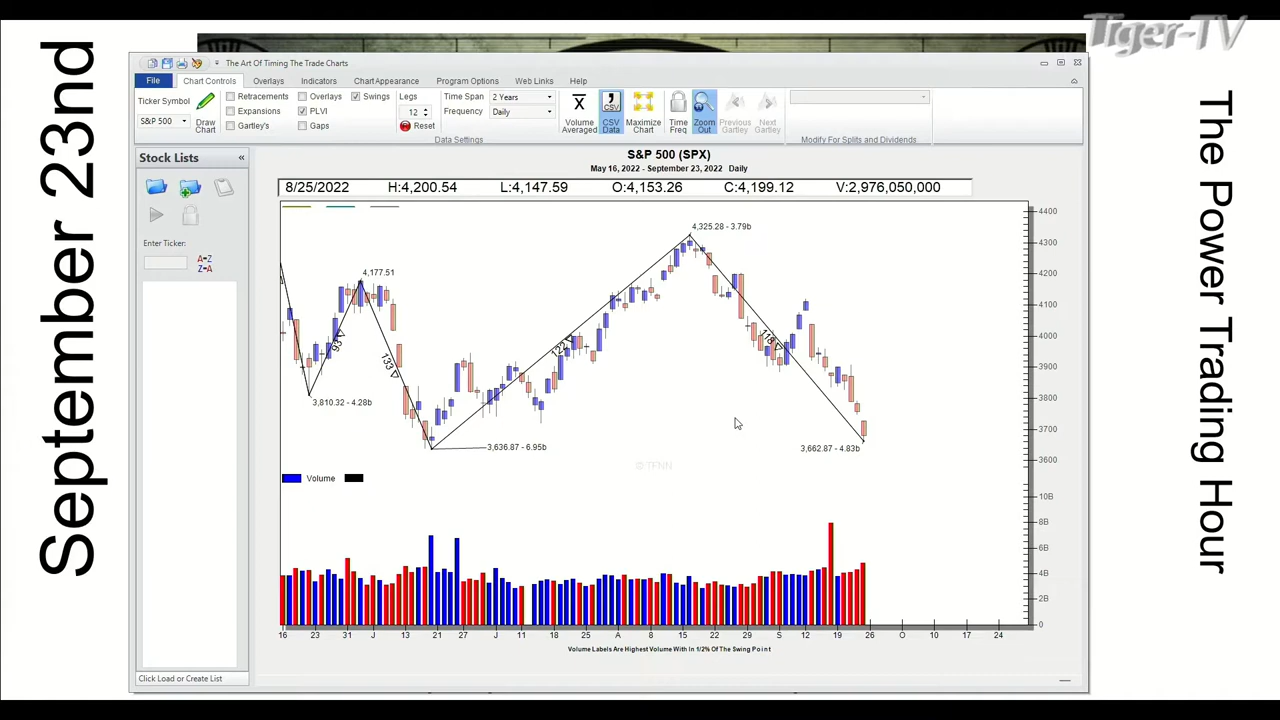 September 23nd
Tiger-TV
The Power Trading Hour
The Art Of Timing The Trade Charts
File
Chart Controls
Overlays
Indicators
Chart Appearance
Program Options
Web Links
Help
Ticker Symbol
S&P 500
Draw
Chart
Retracements
Expansions
Gartley's
Overlays
PLVI
Gaps
Swings
Legs
12
Reset
Time Span
2 Years
Frequency
Daily
Data Settings
Volume
Averaged
CSV
CSV
Data
Maximize
Chart
Time
Freq
Zoom
Out
Previous
Gartley
Next
Gartley
Modify For Splits and Dividends
Stock Lists
Enter Ticker:
A-Z
Z-A
Click Load or Create List
S&P 500 (SPX)
May 16, 2022 - September 23, 2022 Daily
8/25/2022 H:4,200.54 L:4,147.59 O:4,153.26 C:4,199.12 V:2,976,050,000
4,325.28 - 3.79b
4,177.51
93
133
122
118
3,810.32 - 4.28b
3,636.87 - 6.95b
3,662.87 - 4.83b
© TFNN
4400
4300
4200
4100
4000
3900
3800
3700
3600
Volume
10B
8B
6B
4B
2B
0
16 23 31 J 13 21 27 J 11 18 25 A 8 15 22 29 S 12 19 26 O 10 17 24
Volume Labels Are Highest Volume With In 1/2% Of The Swing Point